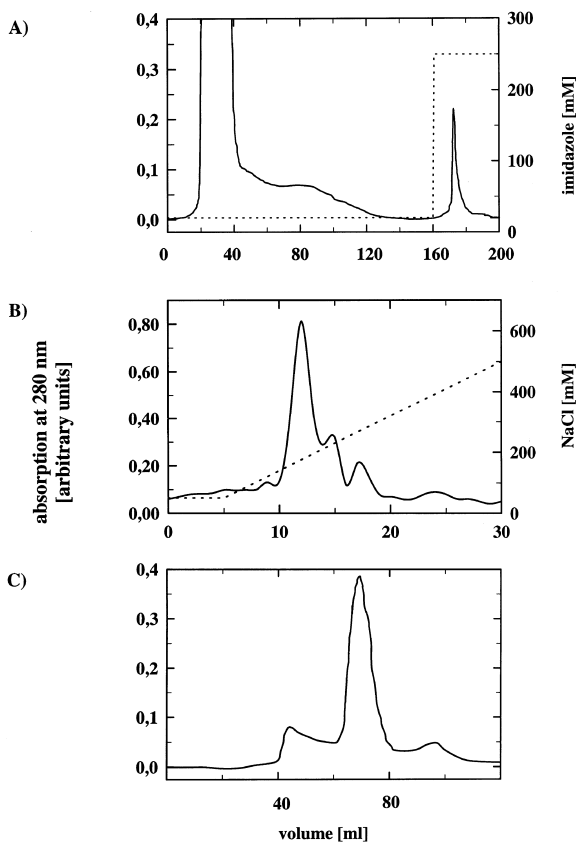 A)
0,4
0,3
0,2
0,1
0,0
300
250
200
150
100
50
0
imidazole [mM]
0 40 80 120 160 200
B)
absorption at 280 nm
[arbitrary units]
0,80
0,60
0,40
0,20
0,00
600
400
200
0
NaCl [mM]
0 10 20 30
C)
0,4
0,3
0,2
0,1
0,0
40 80
volume [ml]